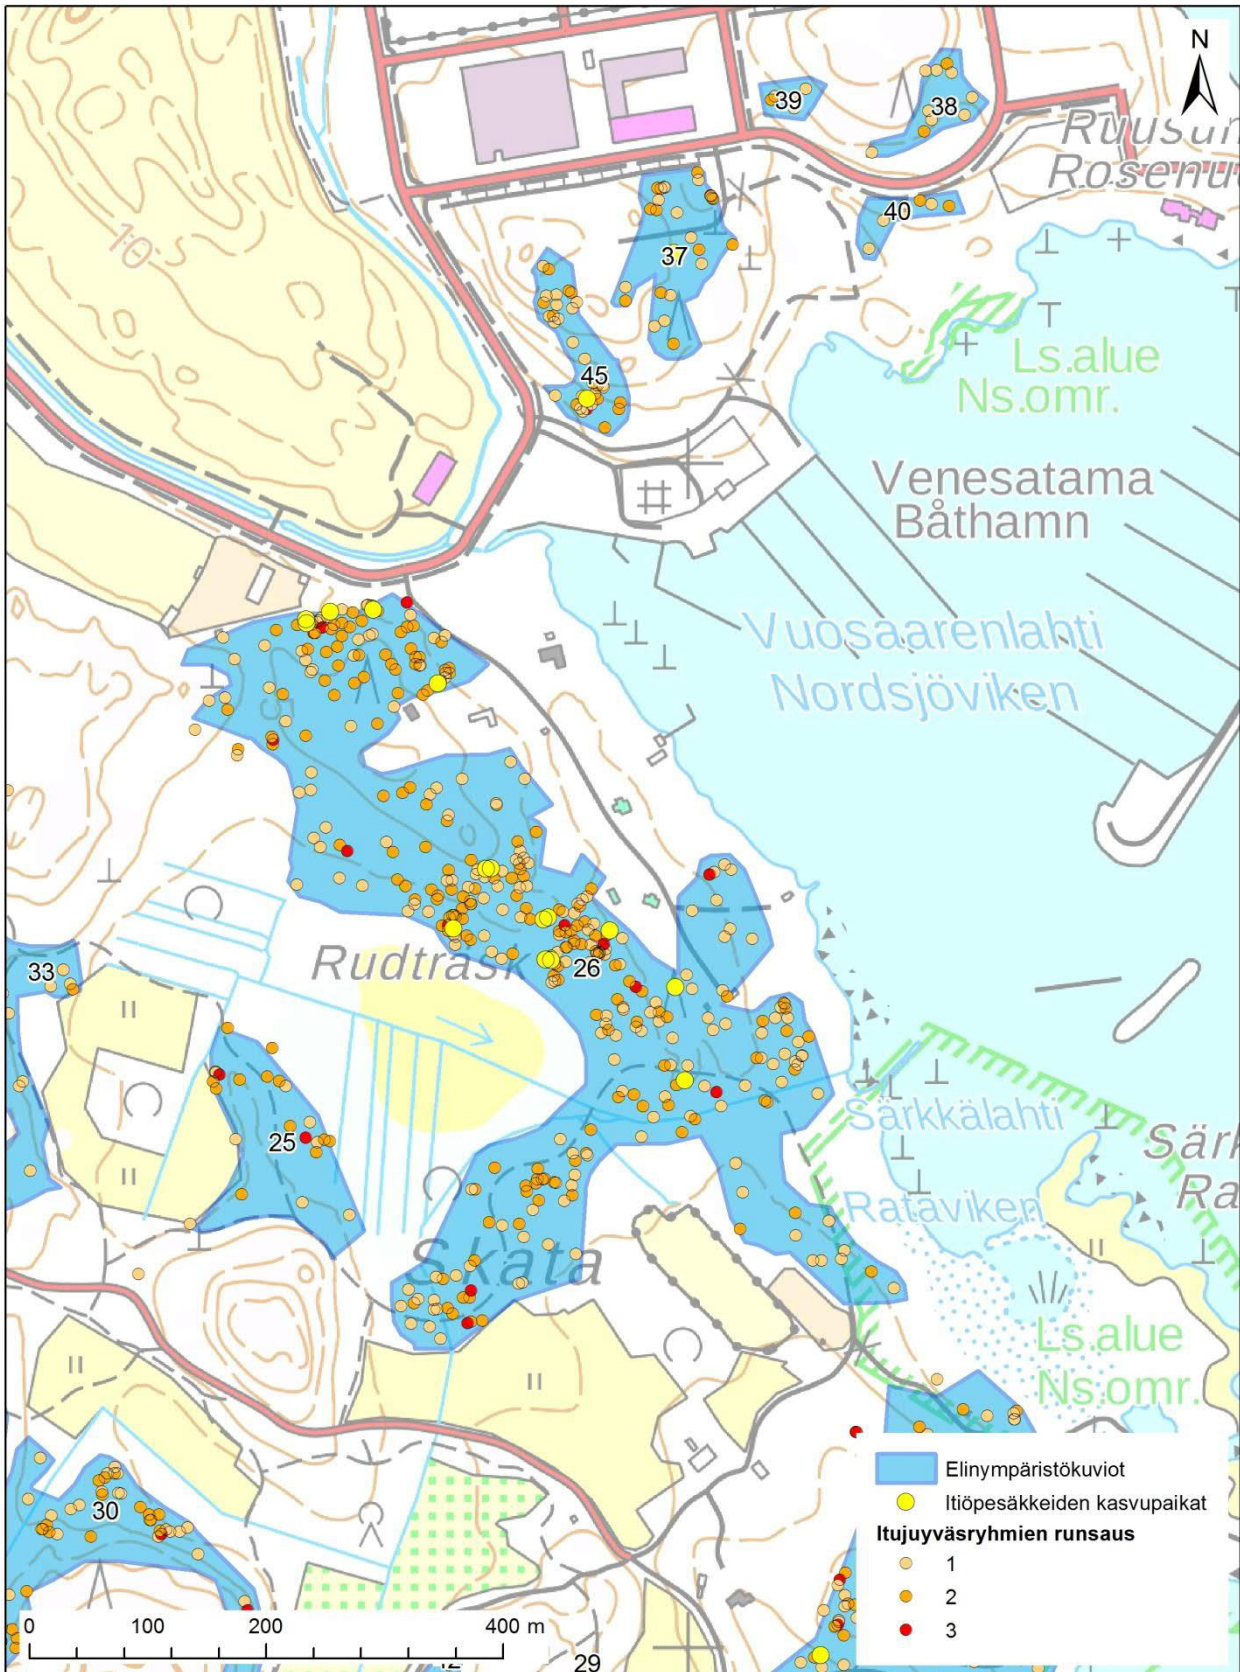 N
39
38
Ruusun
Rosenu
40
37
10
Ls.alue
Ns.omr.
45
Venesatama
Båthamn
Vuosaarenlahti
Nordsjöviken
5
Rudträsk
26
33
Särkkälahti
25
Särk
Ra
Rataviken
Skata
Ls.alue
Ns.omr.
30
Elinympäristökuviot
Itiöpesäkkeiden kasvupaikat
Itujuyväsryhmien runsaus
1
2
3
0 100 200 400 m
29